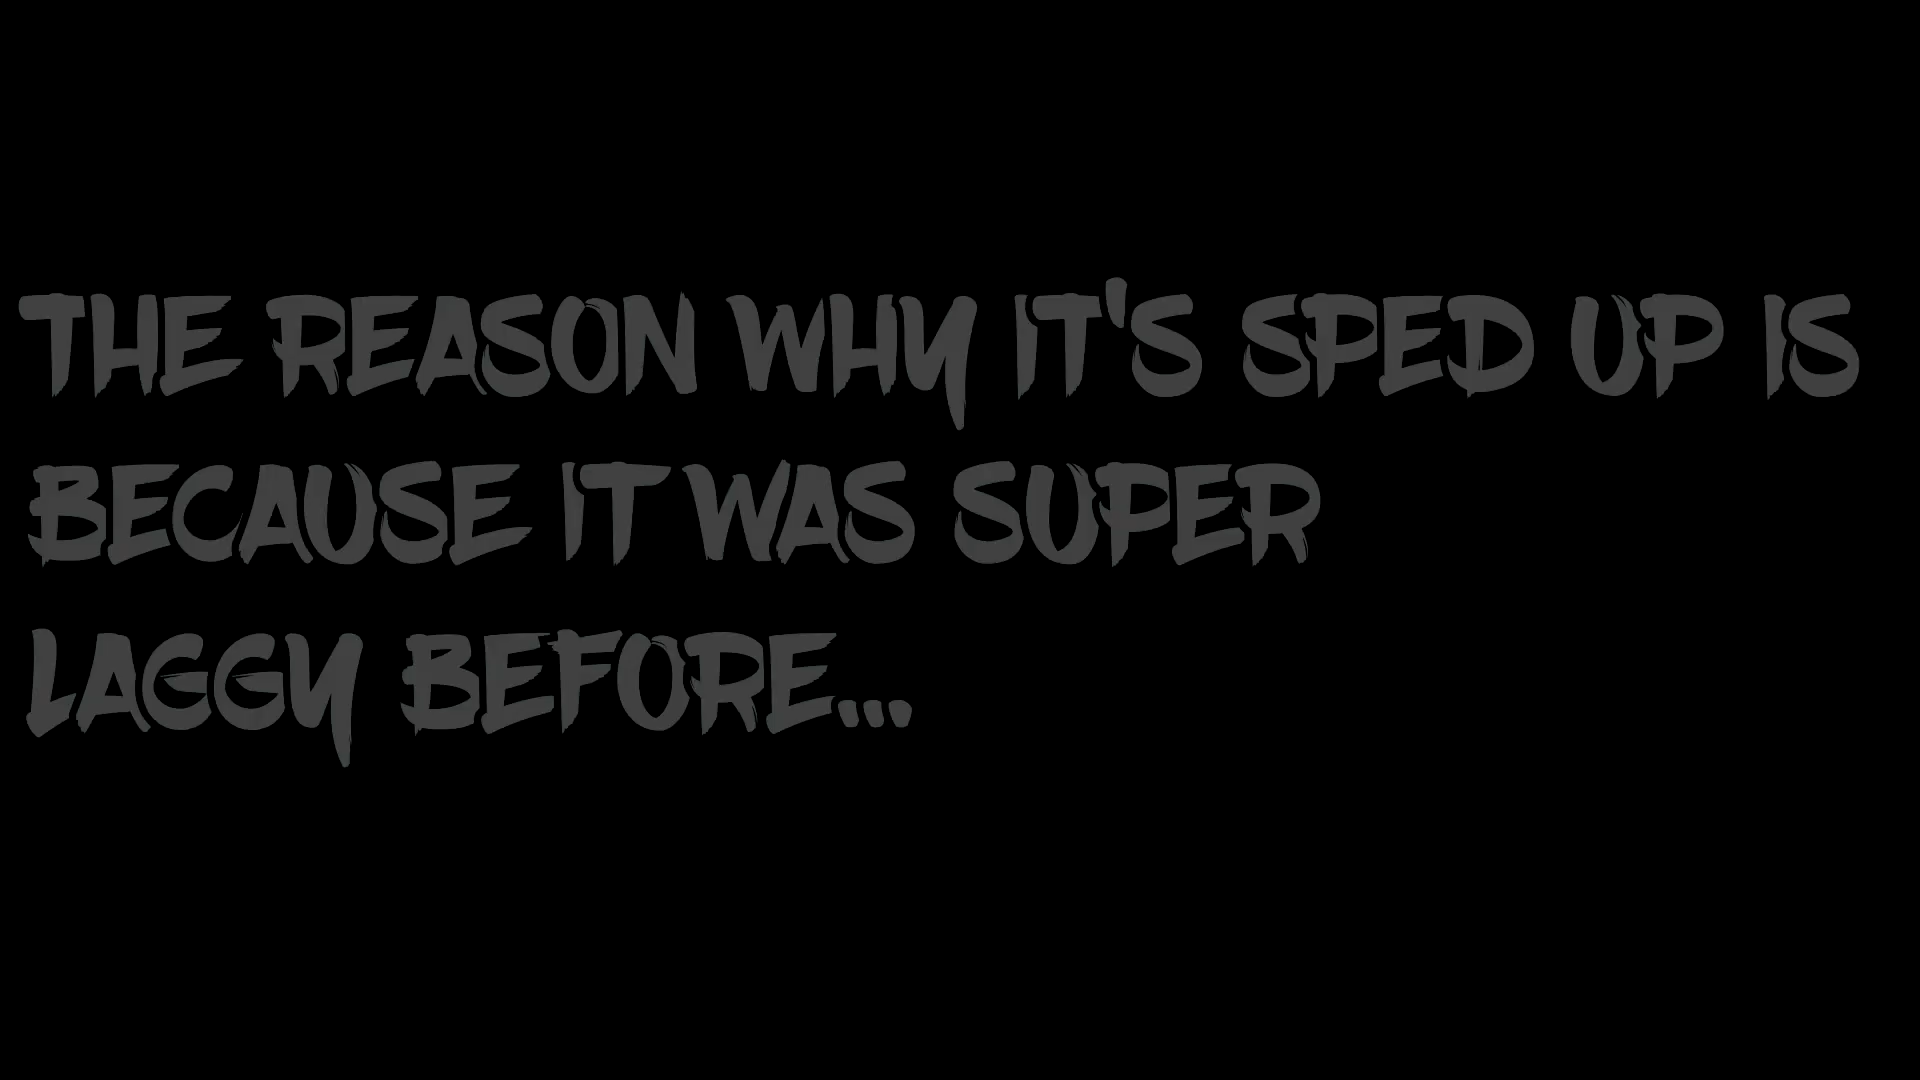 THE REASON WHY IT'S SPED UP IS
BECAUSE IT WAS SUPER
LAGGY BEFORE...